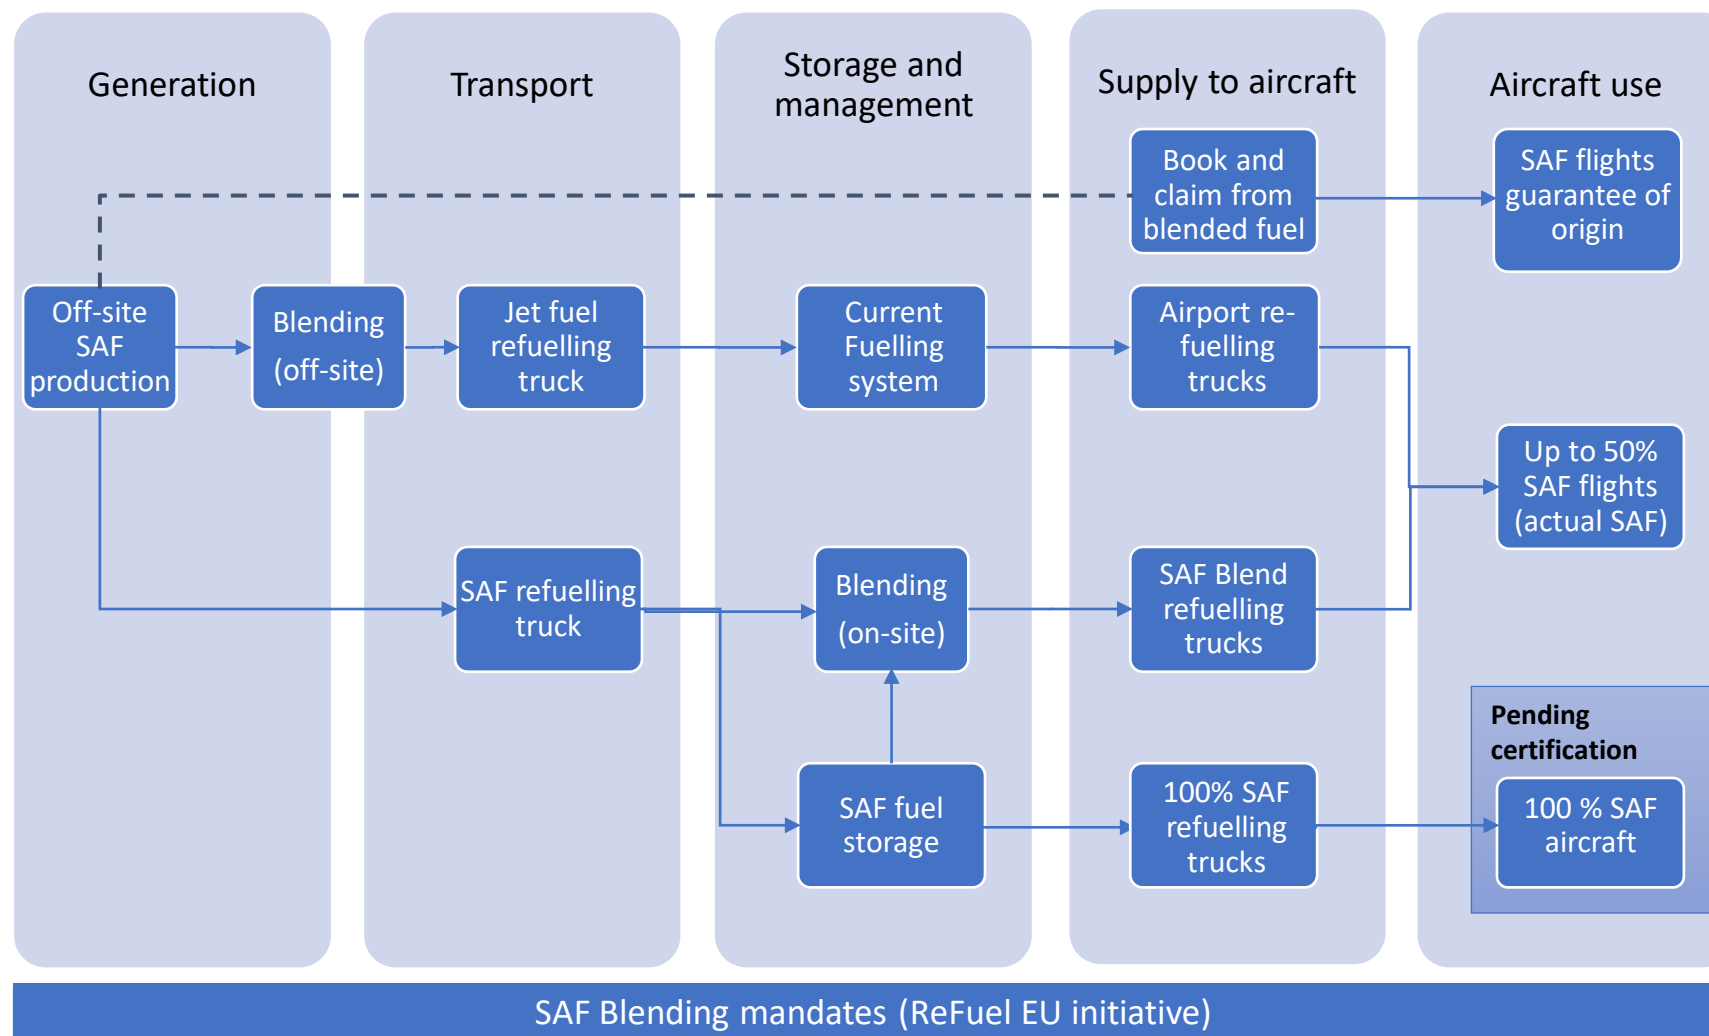 Generation
Transport
Storage and
management
Supply to aircraft
Aircraft use
Book and
claim from
blended fuel
SAF flights
guarantee of
origin
Off-site
SAF
production
Blending
(off-site)
Jet fuel
refuelling
truck
Current
Fuelling
system
Airport re-
fuelling
trucks
Up to 50%
SAF flights
(actual SAF)
SAF refuelling
truck
Blending
(on-site)
SAF Blend
refuelling
trucks
Pending
certification
SAF fuel
storage
100% SAF
refuelling
trucks
100 % SAF
aircraft
SAF Blending mandates (ReFuel EU initiative)